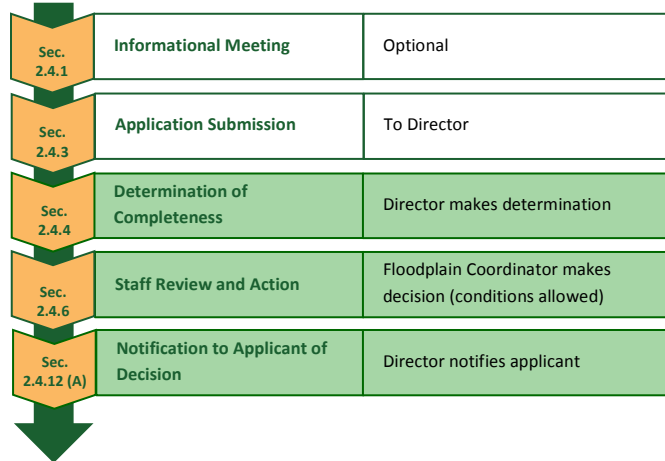 Sec.
2.4.1
Informational Meeting
Optional
Sec.
2.4.3
Application Submission
To Director
Sec.
2.4.4
Determination of
Completeness
Director makes determination
Sec.
2.4.6
Staff Review and Action
Floodplain Coordinator makes
decision (conditions allowed)
Sec.
2.4.12 (A)
Notification to Applicant of
Decision
Director notifies applicant